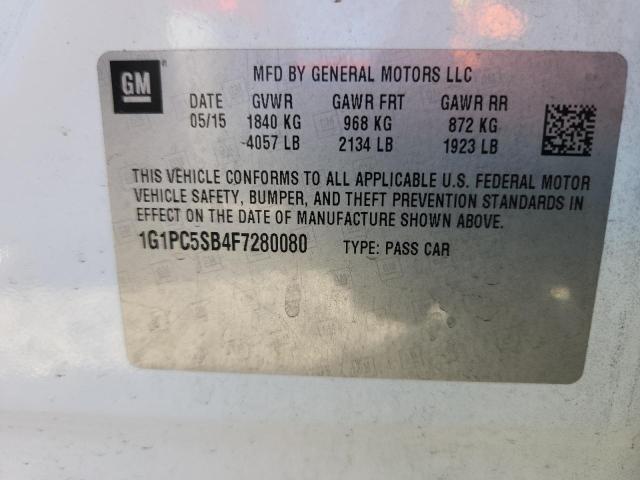 GM
MFD BY GENERAL MOTORS LLC
DATE GVWR GAWR FRT GAWR RR
05/15 1840 KG 968 KG 872 KG
4057 LB 2134 LB 1923 LB
THIS VEHICLE CONFORMS TO ALL APPLICABLE U.S. FEDERAL MOTOR
VEHICLE SAFETY, BUMPER, AND THEFT PREVENTION STANDARDS IN
EFFECT ON THE DATE OF MANUFACTURE SHOWN ABOVE.
1G1PC5SB4F7280080 TYPE: PASS CAR